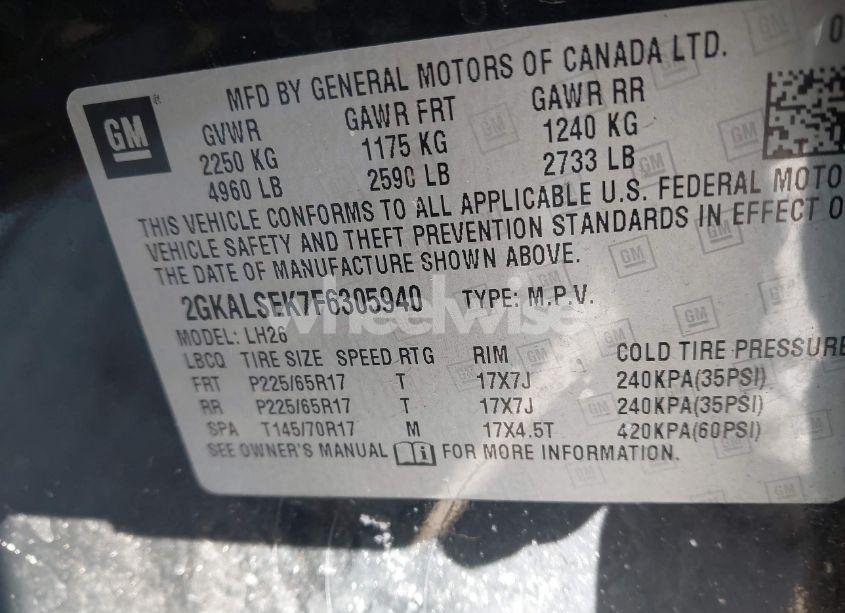 MFD BY GENERAL MOTORS OF CANADA LTD. 0
GM
GVWR GAWR FRT GAWR RR
2250 KG 1175 KG 1240 KG
4960 LB 2590 LB 2733 LB
THIS VEHICLE CONFORMS TO ALL APPLICABLE U.S. FEDERAL MOTO
VEHICLE SAFETY AND THEFT PREVENTION STANDARDS IN EFFECT O
THE DATE OF MANUFACTURE SHOWN ABOVE.
2GKALSEK7F6305940 TYPE: M.P.V.
wheelwise
MODEL: LH26
LBCQ TIRE SIZE SPEED RTG RIM COLD TIRE PRESSURE
FRT P225/65R17 T 17X7J 240KPA(35PSI)
RR P225/65R17 T 17X7J 240KPA(35PSI)
SPA T145/70R17 M 17X4.5T 420KPA(60PSI)
SEE OWNER'S MANUAL i FOR MORE INFORMATION.